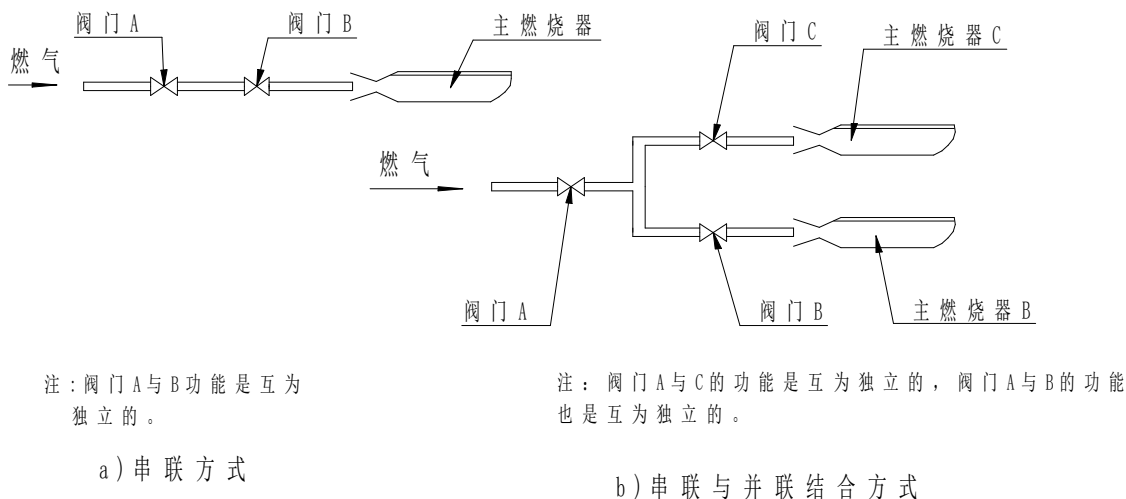 阀门A
阀门B
主燃烧器
燃气
阀门C
主燃烧器C
燃气
阀门A
阀门B
主燃烧器B
注:阀门A与B功能是互为
独立的。
a)串联方式
注：阀门A与C的功能是互为独立的，阀门A与B的功能
也是互为独立的。
b)串联与并联结合方式